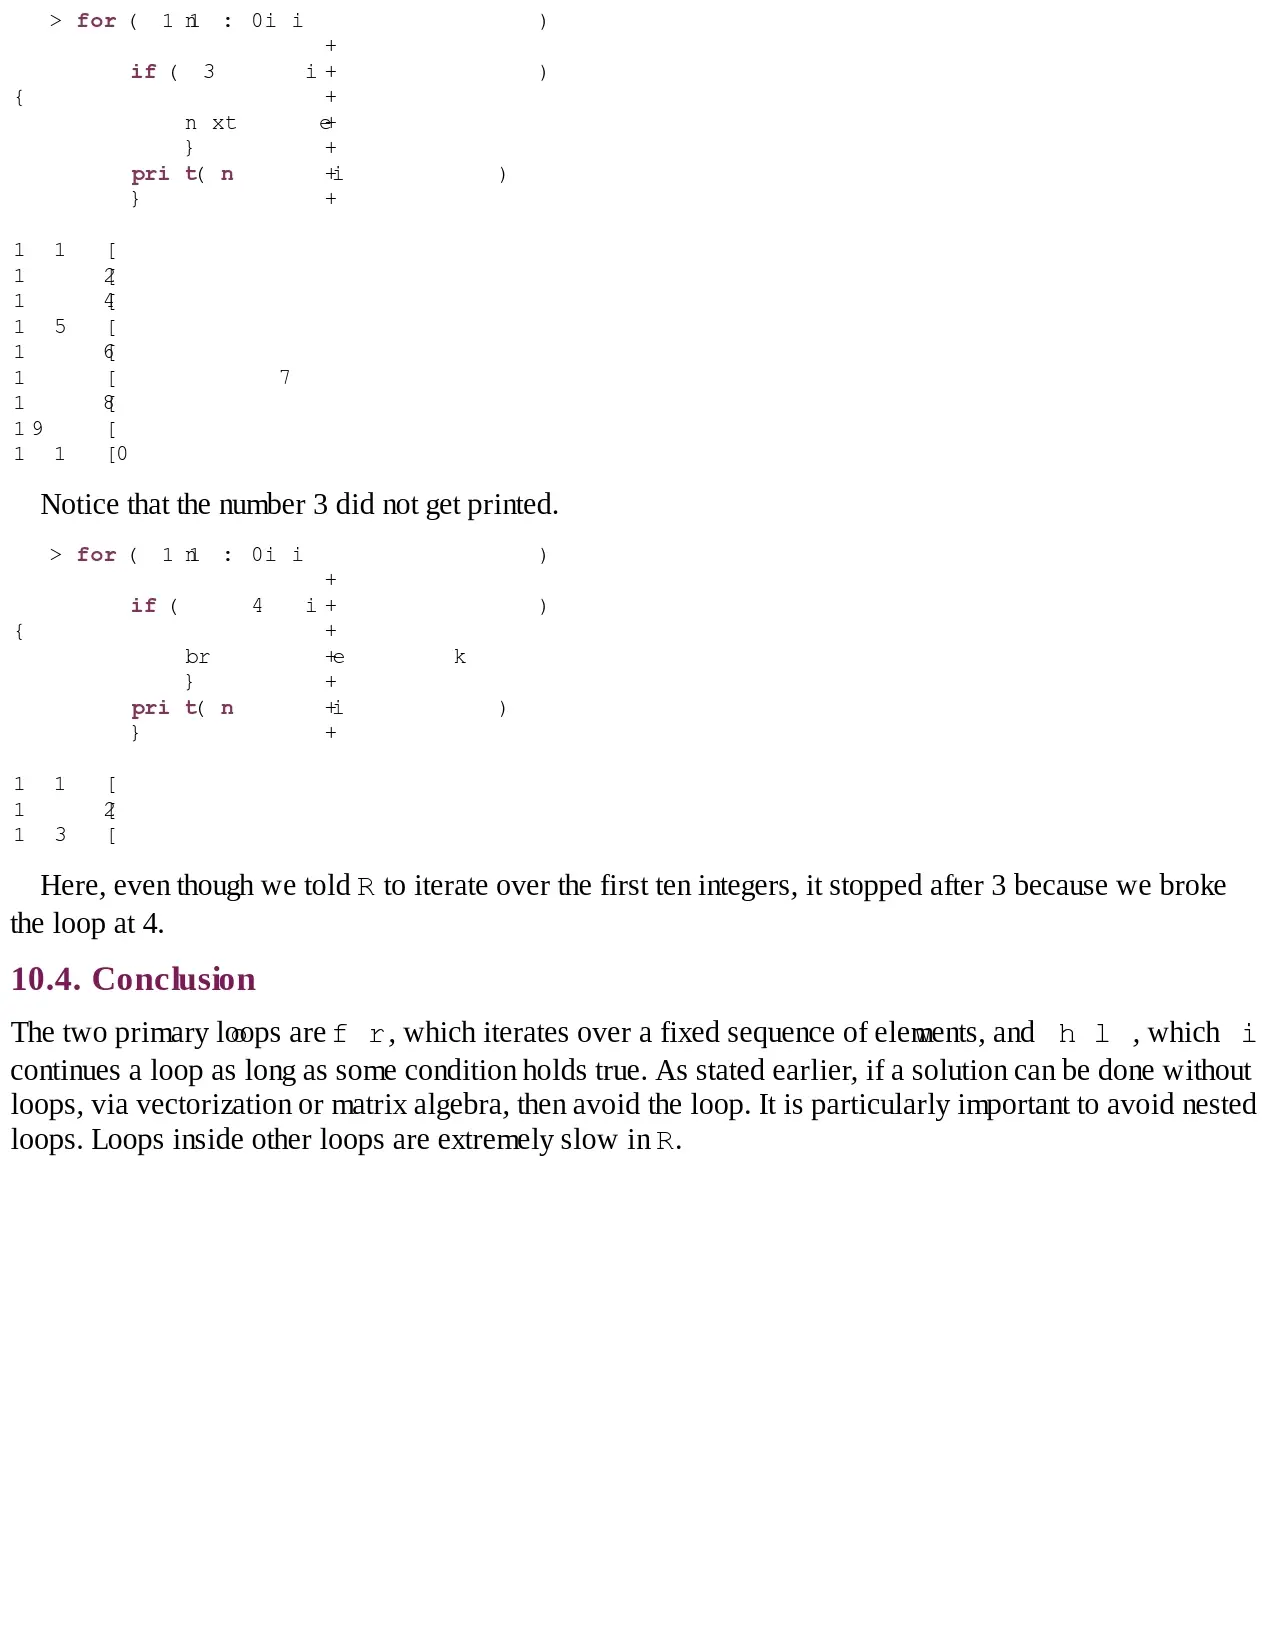 > for ( 1 n1 : 0i i )
+
if ( 3 i + )
{ +
n xt e+
} +
pri t( n +i )
} +
1 1 [
1 2[
1 4[
1 5 [
1 6[
1 [ 7
1 8[
1 9 [
1 1 [0
Notice that the number 3 did not get printed.
> for ( 1 n1 : 0i i )
+
if ( 4 i + )
{ +
br +e k
} +
pri t( n +i )
} +
1 1 [
1 2[
1 3 [
Here, even though we told R to iterate over the first ten integers, it stopped after 3 because we broke
the loop at 4.
10.4. Conclusion
The two primary loops are f r, which iterates over a fixed sequence of elements, and h l , which i
continues a loop as long as some condition holds true. As stated earlier, if a solution can be done without
loops, via vectorization or matrix algebra, then avoid the loop. It is particularly important to avoid nested
loops. Loops inside other loops are extremely slow in R.